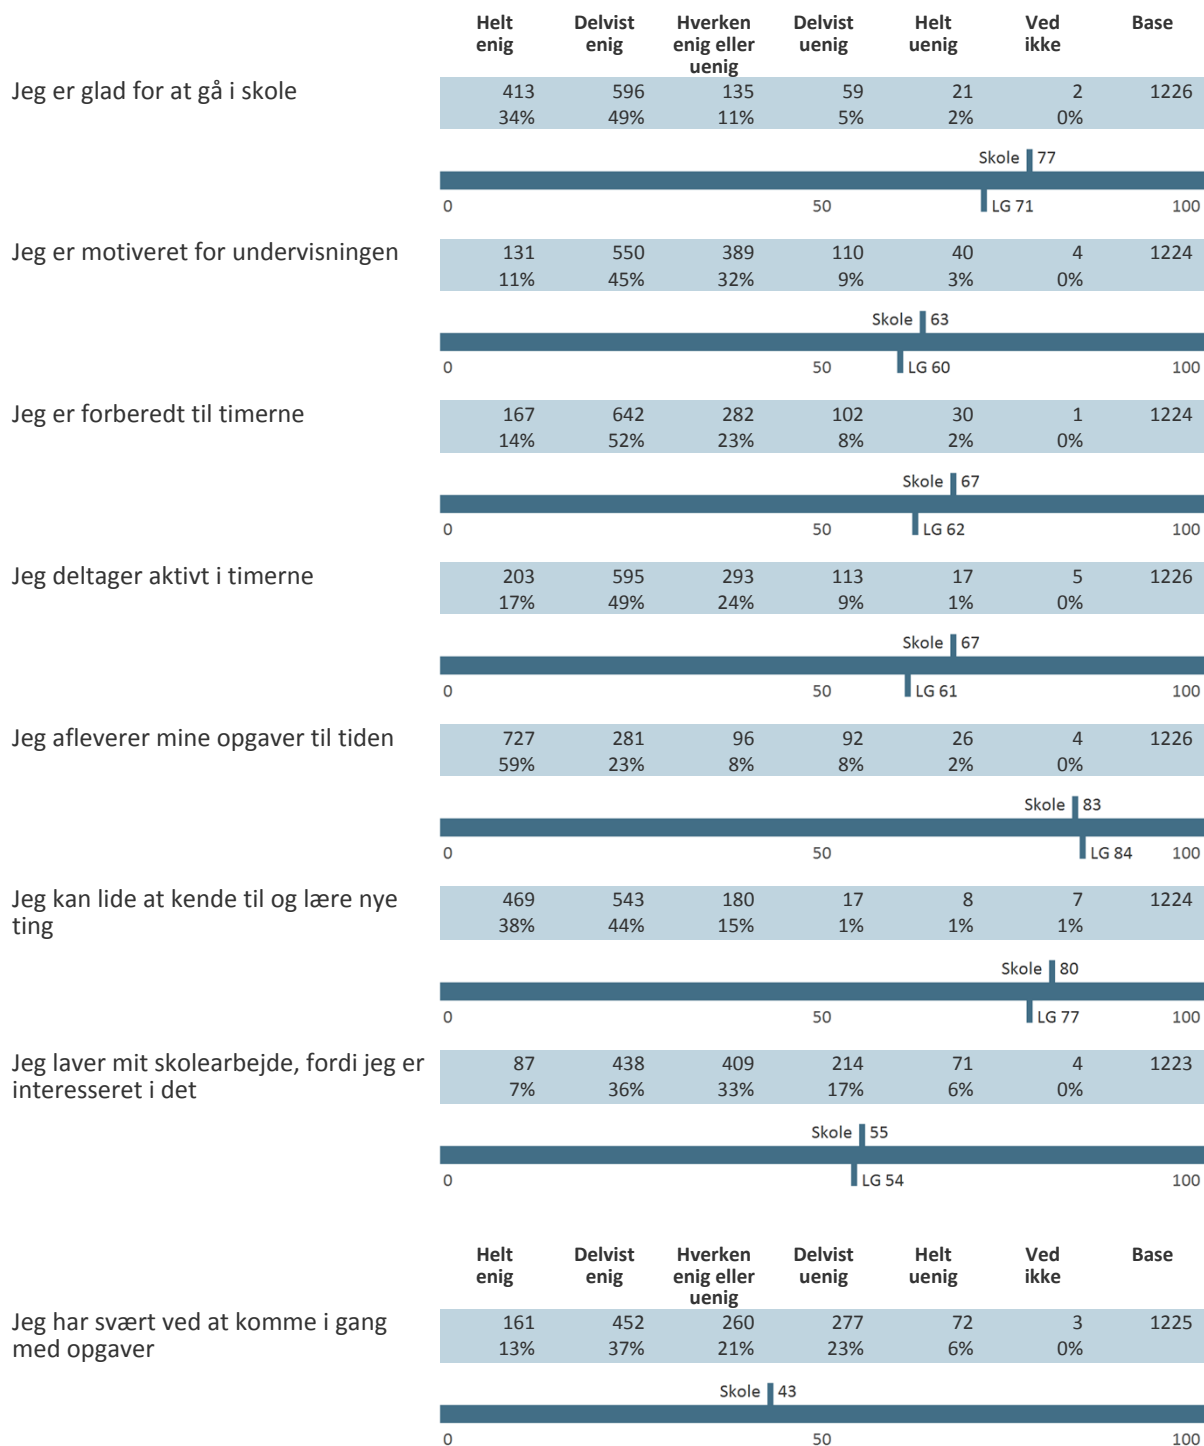 Helt Delvist Hverken Delvist Helt Ved Base
enig enig enig eller uenig uenig ikke
uenig
Jeg er glad for at gå i skole 413 596 135 59 21 2 1226
34% 49% 11% 5% 2% 0%
Skole 77
0 50 LG 71 100
Jeg er motiveret for undervisningen 131 550 389 110 40 4 1224
11% 45% 32% 9% 3% 0%
Skole 63
0 50 LG 60 100
Jeg er forberedt til timerne 167 642 282 102 30 1 1224
14% 52% 23% 8% 2% 0%
Skole 67
0 50 LG 62 100
Jeg deltager aktivt i timerne 203 595 293 113 17 5 1226
17% 49% 24% 9% 1% 0%
Skole 67
0 50 LG 61 100
Jeg afleverer mine opgaver til tiden 727 281 96 92 26 4 1226
59% 23% 8% 8% 2% 0%
Skole 83
0 50 LG 84 100
Jeg kan lide at kende til og lære nye 469 543 180 17 8 7 1224
ting 38% 44% 15% 1% 1% 1%
Skole 80
0 50 LG 77 100
Jeg laver mit skolearbejde, fordi jeg er 87 438 409 214 71 4 1223
interesseret i det 7% 36% 33% 17% 6% 0%
Skole 55
0 LG 54 100
Helt Delvist Hverken Delvist Helt Ved Base
enig enig enig eller uenig uenig ikke
uenig
Jeg har svært ved at komme i gang 161 452 260 277 72 3 1225
med opgaver 13% 37% 21% 23% 6% 0%
Skole 43
0 50 100